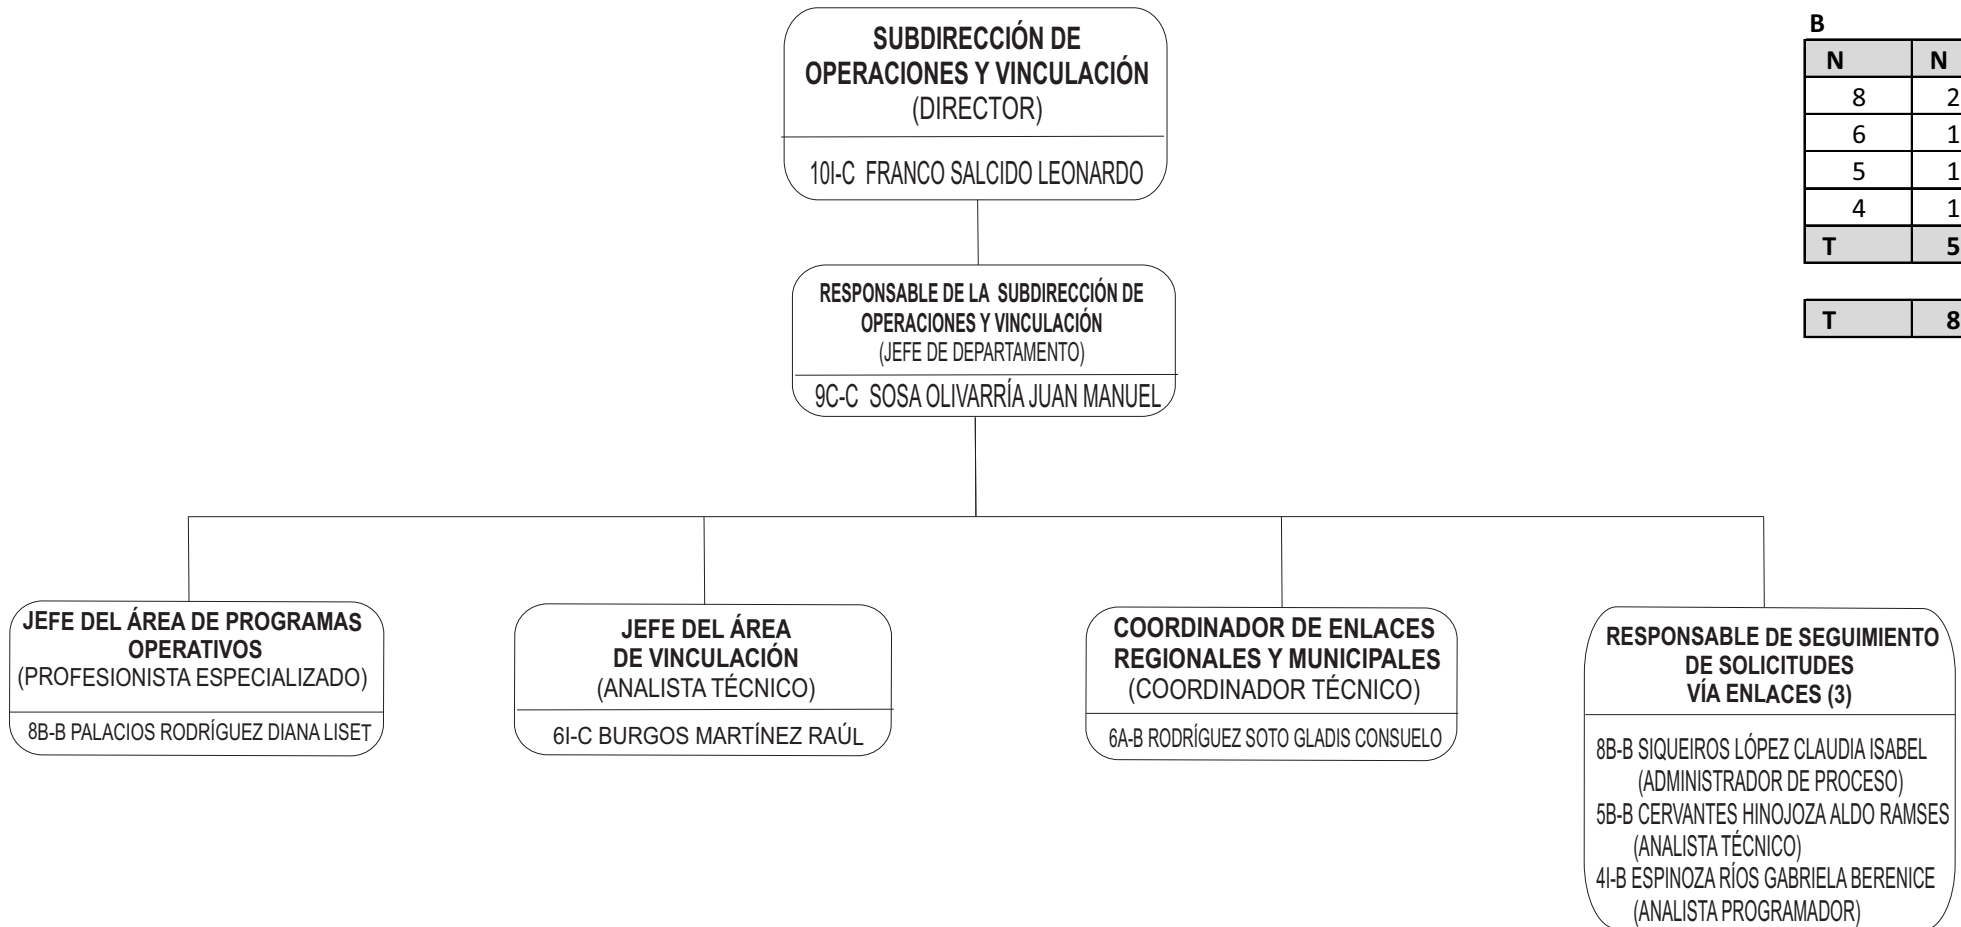 SUBDIRECCIÓN DE
OPERACIONES Y VINCULACIÓN
(DIRECTOR)
10I-C FRANCO SALCIDO LEONARDO
B
N N
8 2
6 1
5 1
4 1
T 5
T 8
RESPONSABLE DE LA SUBDIRECCIÓN DE
OPERACIONES Y VINCULACIÓN
(JEFE DE DEPARTAMENTO)
9C-C SOSA OLIVARRÍA JUAN MANUEL
JEFE DEL ÁREA DE PROGRAMAS
OPERATIVOS
(PROFESIONISTA ESPECIALIZADO)
8B-B PALACIOS RODRÍGUEZ DIANA LISET
JEFE DEL ÁREA
DE VINCULACIÓN
(ANALISTA TÉCNICO)
6I-C BURGOS MARTÍNEZ RAÚL
COORDINADOR DE ENLACES
REGIONALES Y MUNICIPALES
(COORDINADOR TÉCNICO)
6A-B RODRÍGUEZ SOTO GLADIS CONSUELO
RESPONSABLE DE SEGUIMIENTO
DE SOLICITUDES
VÍA ENLACES (3)
8B-B SIQUEIROS LÓPEZ CLAUDIA ISABEL
(ADMINISTRADOR DE PROCESO)
5B-B CERVANTES HINOJOZA ALDO RAMSES
(ANALISTA TÉCNICO)
4I-B ESPINOZA RÍOS GABRIELA BERENICE
(ANALISTA PROGRAMADOR)